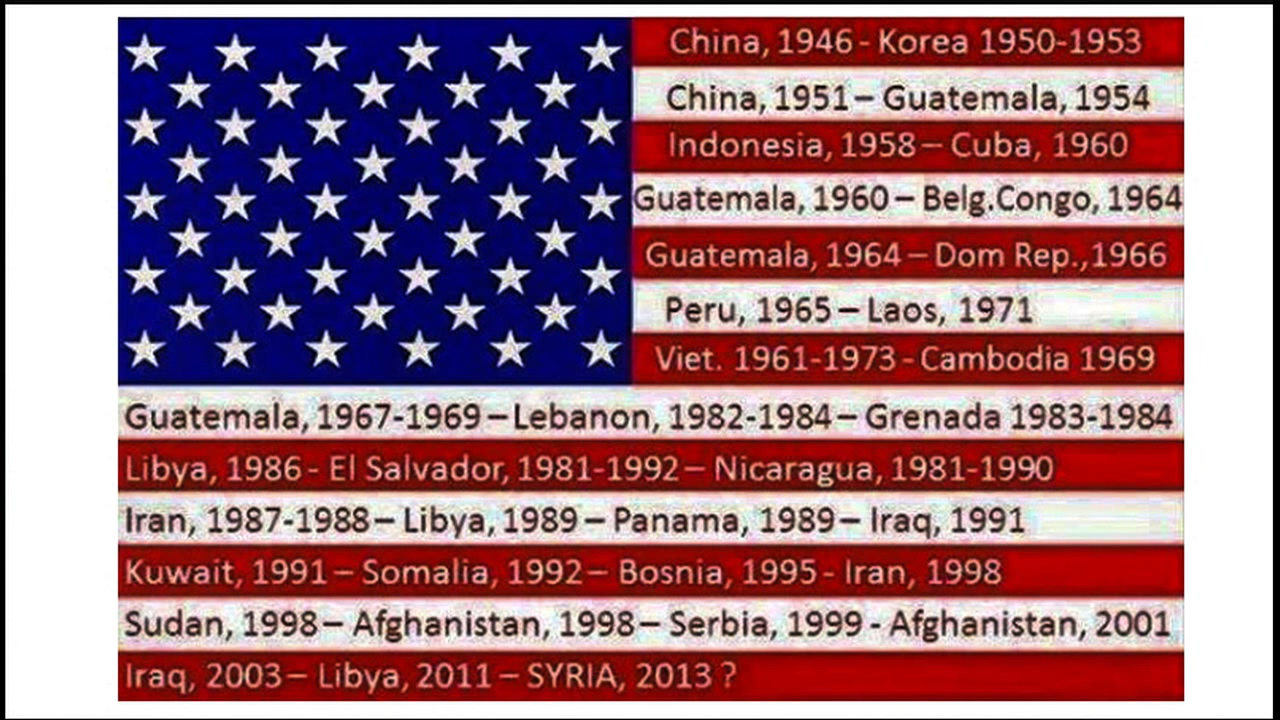 China, 1946 - Korea 1950-1953
China, 1951 – Guatemala, 1954
Indonesia, 1958 – Cuba, 1960
Guatemala, 1960 – Belg.Congo, 1964
Guatemala, 1964 – Dom Rep.,1966
Peru, 1965 – Laos, 1971
Viet. 1961-1973 - Cambodia 1969
Guatemala, 1967-1969 – Lebanon, 1982-1984 – Grenada 1983-1984
Libya, 1986 - El Salvador, 1981-1992 – Nicaragua, 1981-1990
Iran, 1987-1988 – Libya, 1989 – Panama, 1989 – Iraq, 1991
Kuwait, 1991 – Somalia, 1992 – Bosnia, 1995 - Iran, 1998
Sudan, 1998 – Afghanistan, 1998 – Serbia, 1999 - Afghanistan, 2001
Iraq, 2003 – Libya, 2011 – SYRIA, 2013 ?